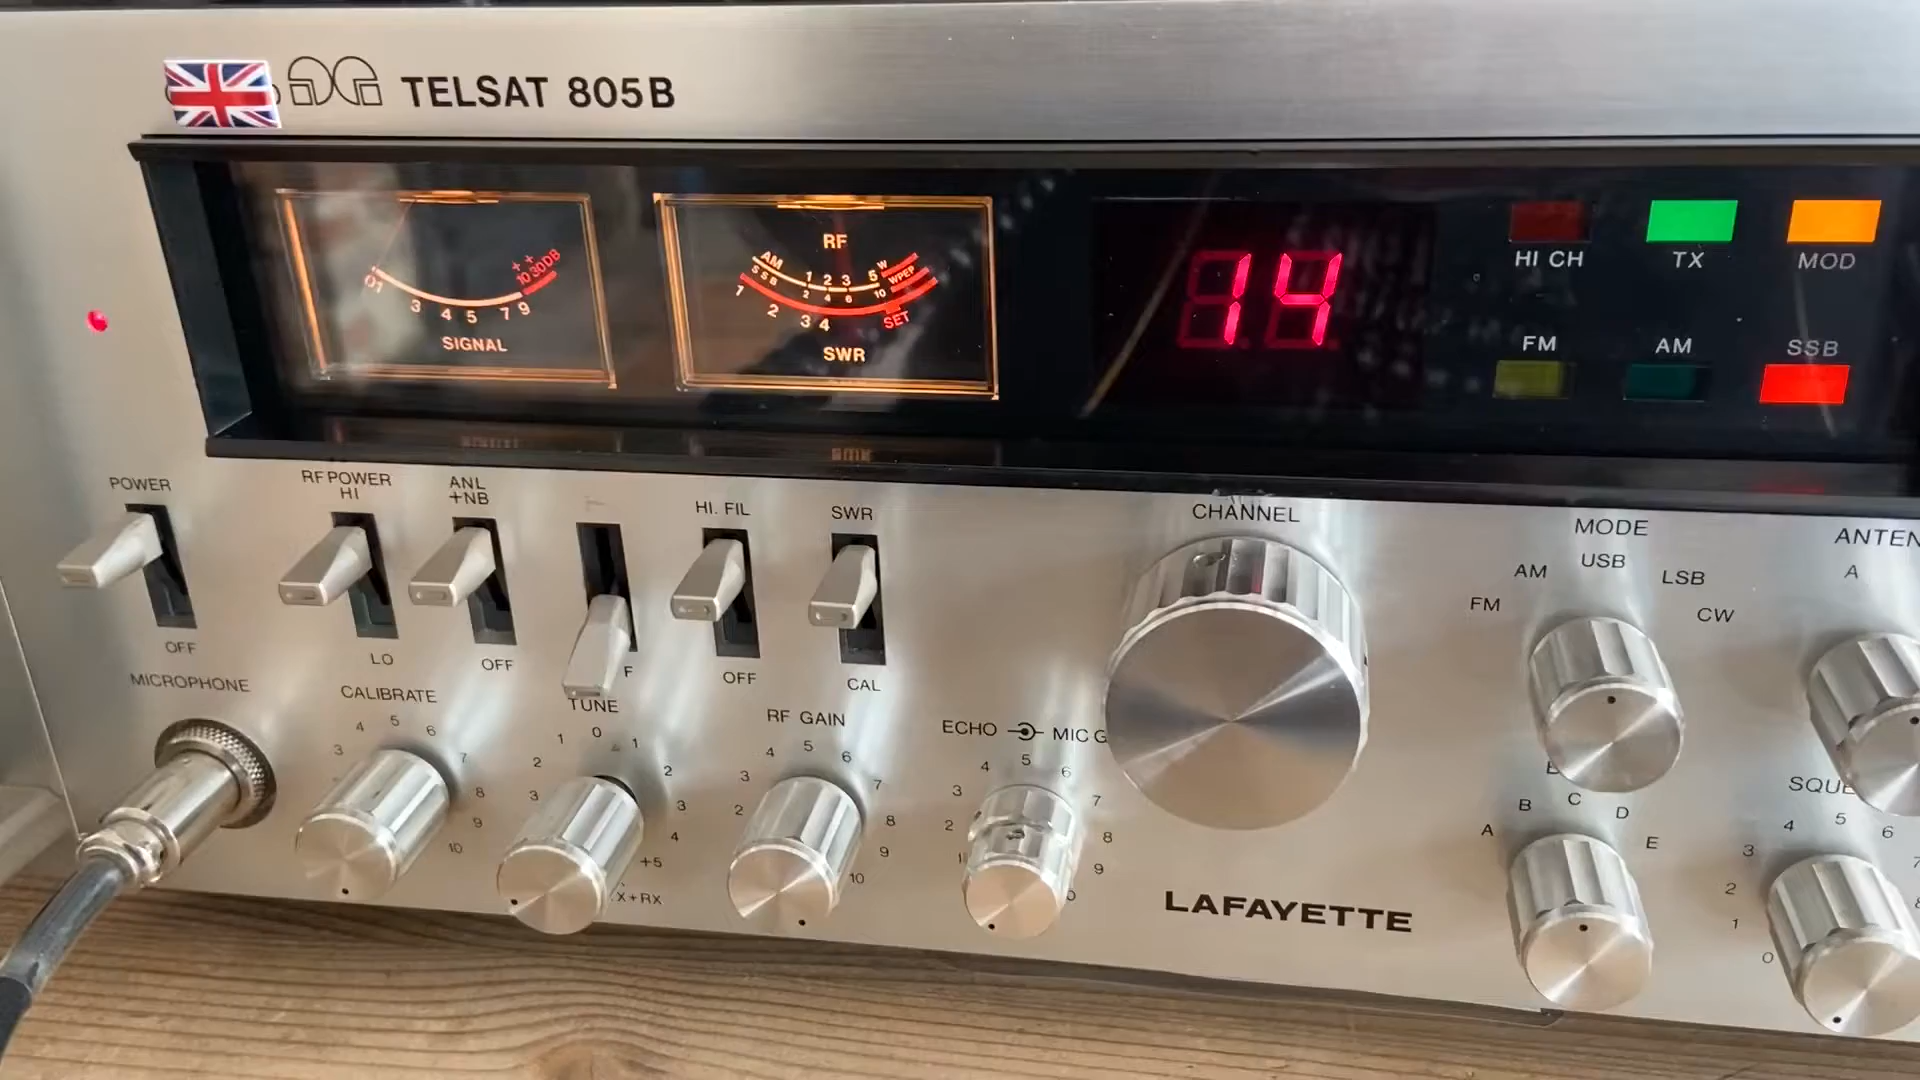 TELSAT 805B
RF
AM 1 2 3 5 W
SSB 2 4 6 10 WPEP
1 2 3 4 SET
SWR
0 1 3 4 5 7 9 + + 10 30DB
SIGNAL
14
HI CH TX MOD
FM AM SSB
POWER
OFF
RF POWER
HI
LO
ANL
+NB
OFF
HI. FIL
OFF
SWR
CAL
CHANNEL
MODE
FM AM USB LSB CW
A
MICROPHONE
CALIBRATE
3 4 5 6 7 8 9 10
TUNE
3 2 1 0 1 2 3 4 +5
RF GAIN
2 3 4 5 6 7 8 9 10
ECHO MIC G
1 2 3 4 5 6 7 8 9
A B C D E
4 5 6
0 1 2 3
LAFAYETTE